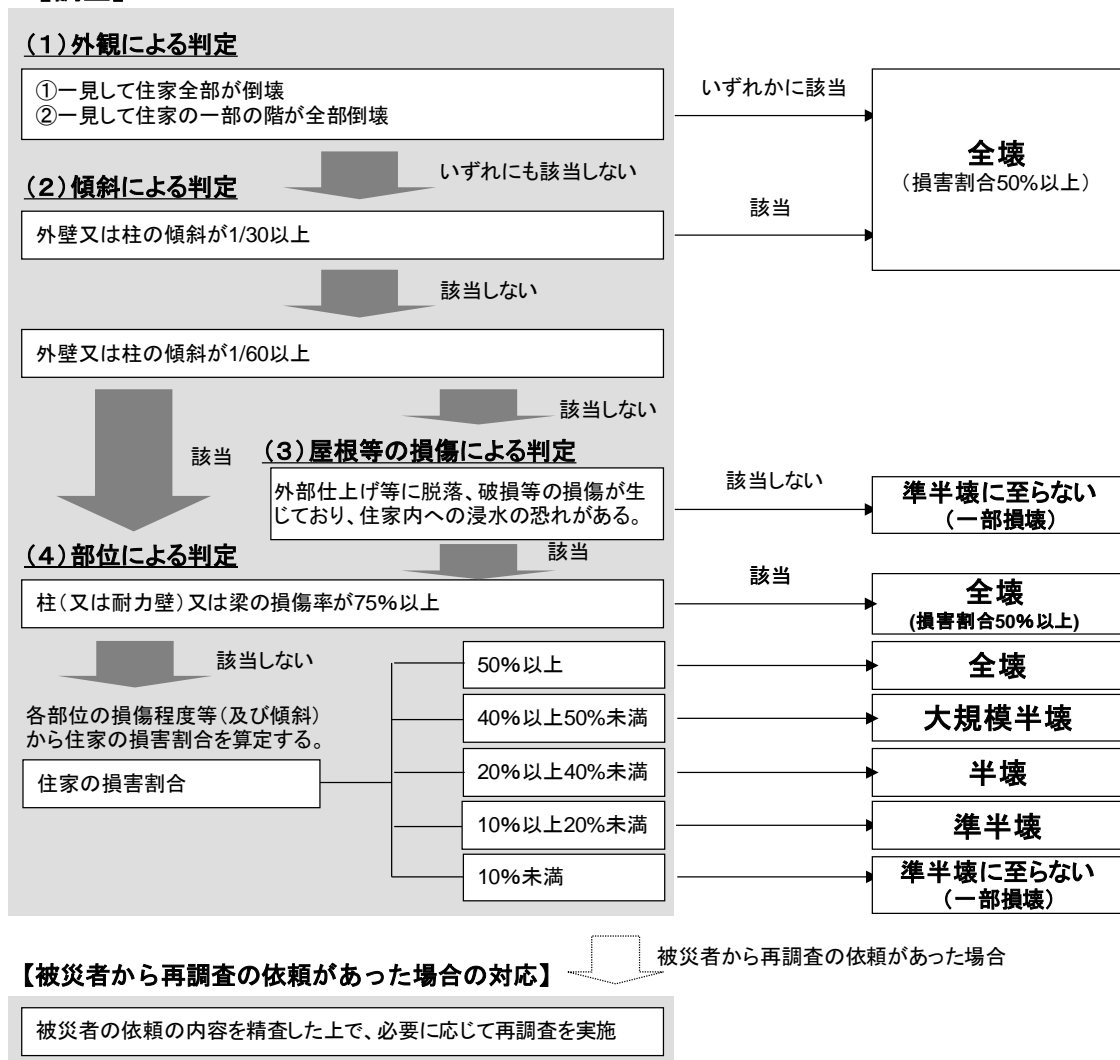 （１）外観による判定
①一見して住家全部が倒壊
②一見して住家の一部の階が全部倒壊
いずれかに該当
全壊
（損害割合50%以上）
いずれにも該当しない
（２）傾斜による判定
外壁又は柱の傾斜が1/30以上
該当
該当しない
外壁又は柱の傾斜が1/60以上
該当しない
該当
（３）屋根等の損傷による判定
外部仕上げ等に脱落、破損等の損傷が生
じており、住家内への浸水の恐れがある。
該当しない
準半壊に至らない
（一部損壊）
該当
（４）部位による判定
柱（又は耐力壁）又は梁の損傷率が75%以上
該当
全壊
(損害割合50%以上)
該当しない
各部位の損傷程度等（及び傾斜）
から住家の損害割合を算定する。
住家の損害割合
50%以上
全壊
40%以上50%未満
大規模半壊
20%以上40%未満
半壊
10%以上20%未満
準半壊
10%未満
準半壊に至らない
（一部損壊）
被災者から再調査の依頼があった場合
【被災者から再調査の依頼があった場合の対応】
被災者の依頼の内容を精査した上で、必要に応じて再調査を実施